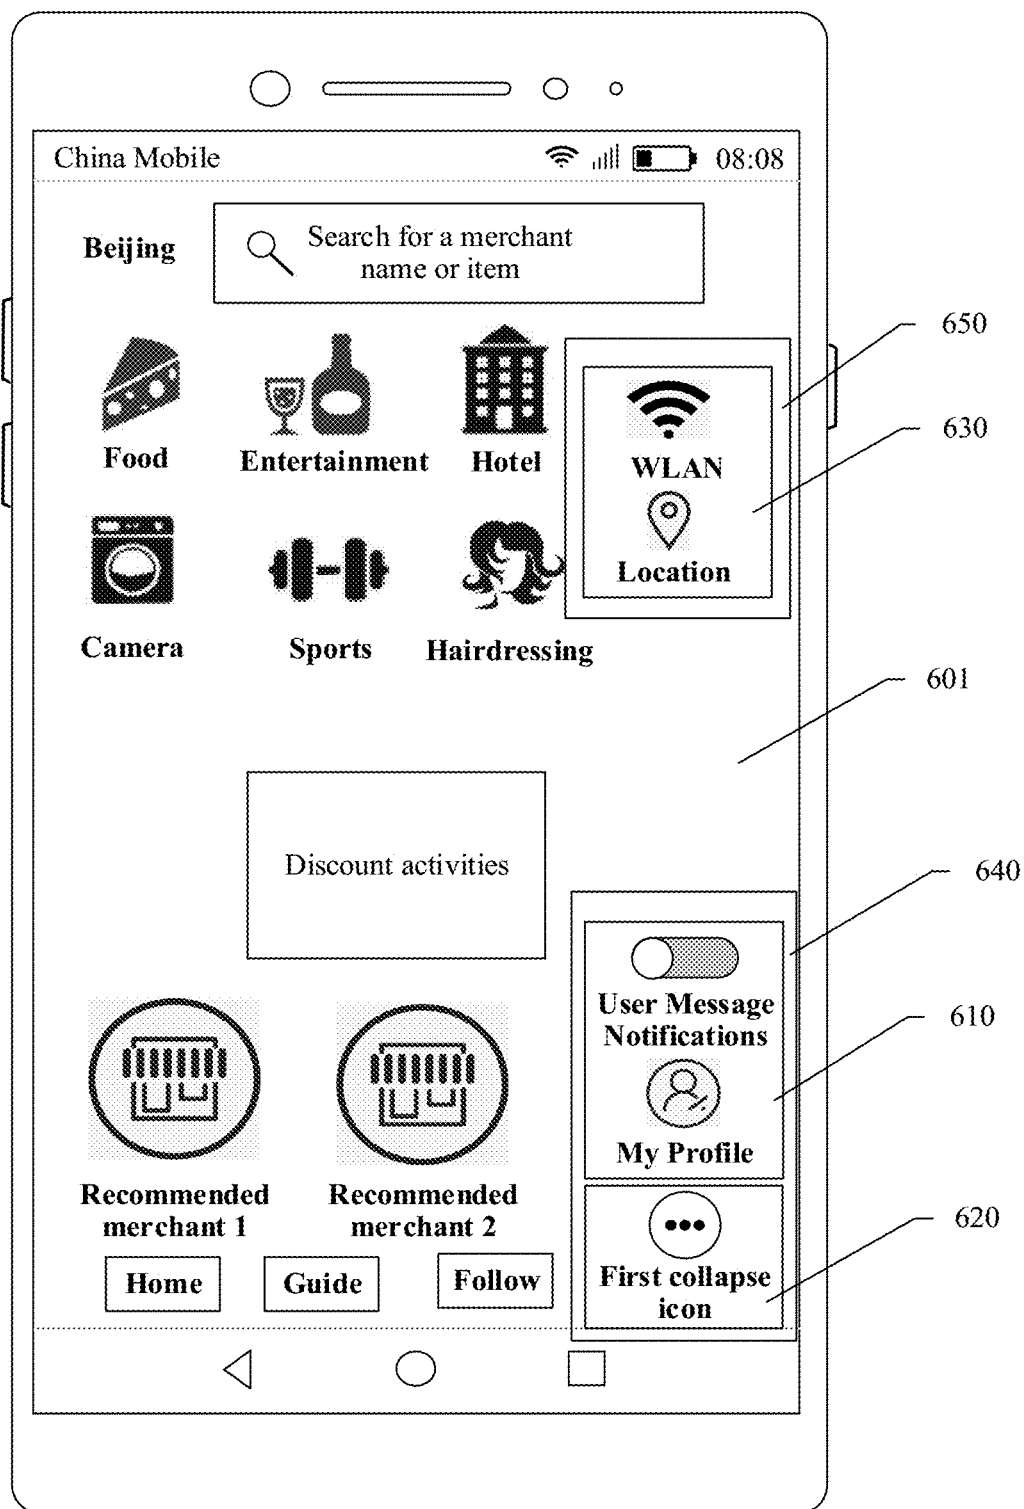 China Mobile 08:08
Beijing
Search for a merchant
name or item
650
630
Food Entertainment Hotel
WLAN
Location
Camera Sports Hairdressing
601
Discount activities
640
User Message
Notifications
610
My Profile
Recommended
merchant 1
Recommended
merchant 2
620
First collapse
icon
Home Guide Follow